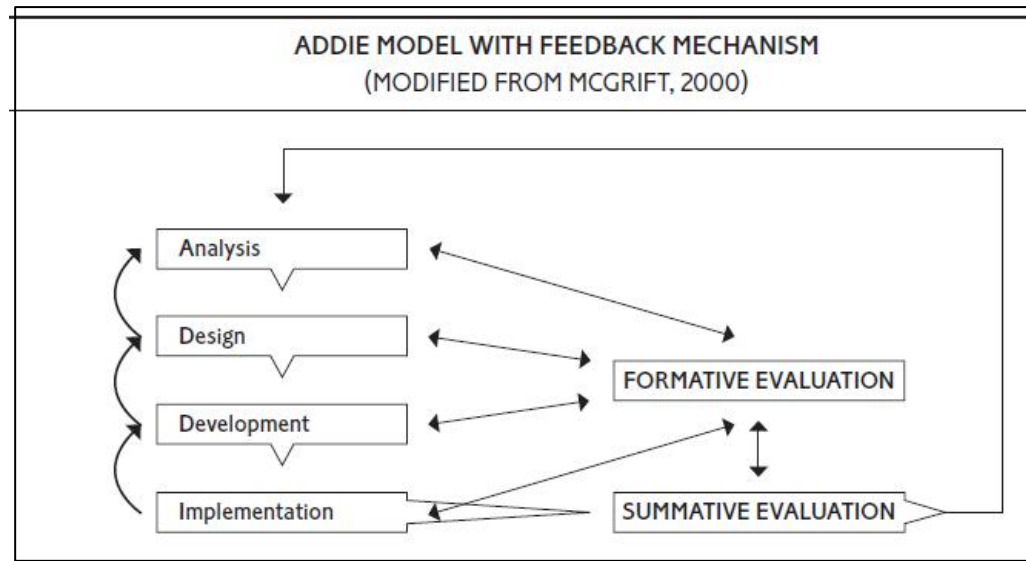 ADDIE MODEL WITH FEEDBACK MECHANISM
(MODIFIED FROM MCGRIFT, 2000)
Analysis
Design
FORMATIVE EVALUATION
Development
Implementation
SUMMATIVE EVALUATION